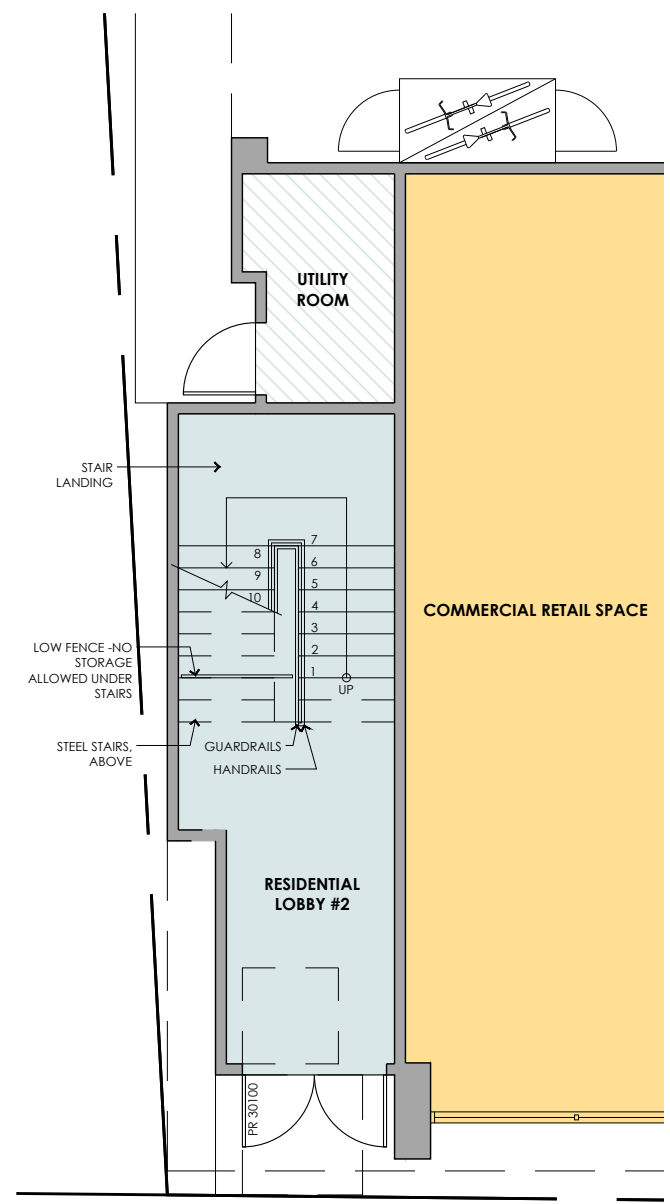 UTILITY
ROOM
STAIR
LANDING
7
8
6
9
5
10
4
COMMERCIAL RETAIL SPACE
3
LOW FENCE -NO
STORAGE
ALLOWED UNDER
STAIRS
2
1
UP
STEEL STAIRS,
ABOVE
GUARDRAILS
HANDRAILS
RESIDENTIAL
LOBBY #2
PR 30100